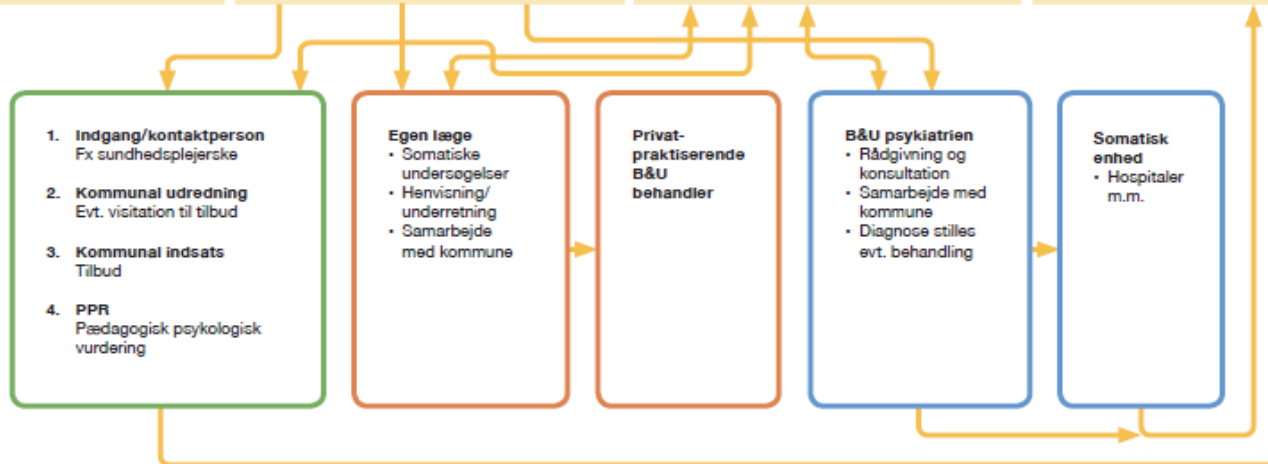 1. Indgang/kontaktperson
Fx sundhedsplejerske
2. Kommunal udredning
Evt. visitation til tilbud
3. Kommunal indsats
Tilbud
4. PPR
Pædagogisk psykologisk
vurdering
Egen læge
• Somatiske
undersøgelser
• Henvisning/
underretning
• Samarbejde
med kommune
Privat-
praktiserende
B&U
behandler
B&U psykiatrien
• Rådgivning og
konsultation
• Samarbejde med
kommune
• Diagnose stilles
evt. behandling
Somatisk
enhed
• Hospitaler
m.m.